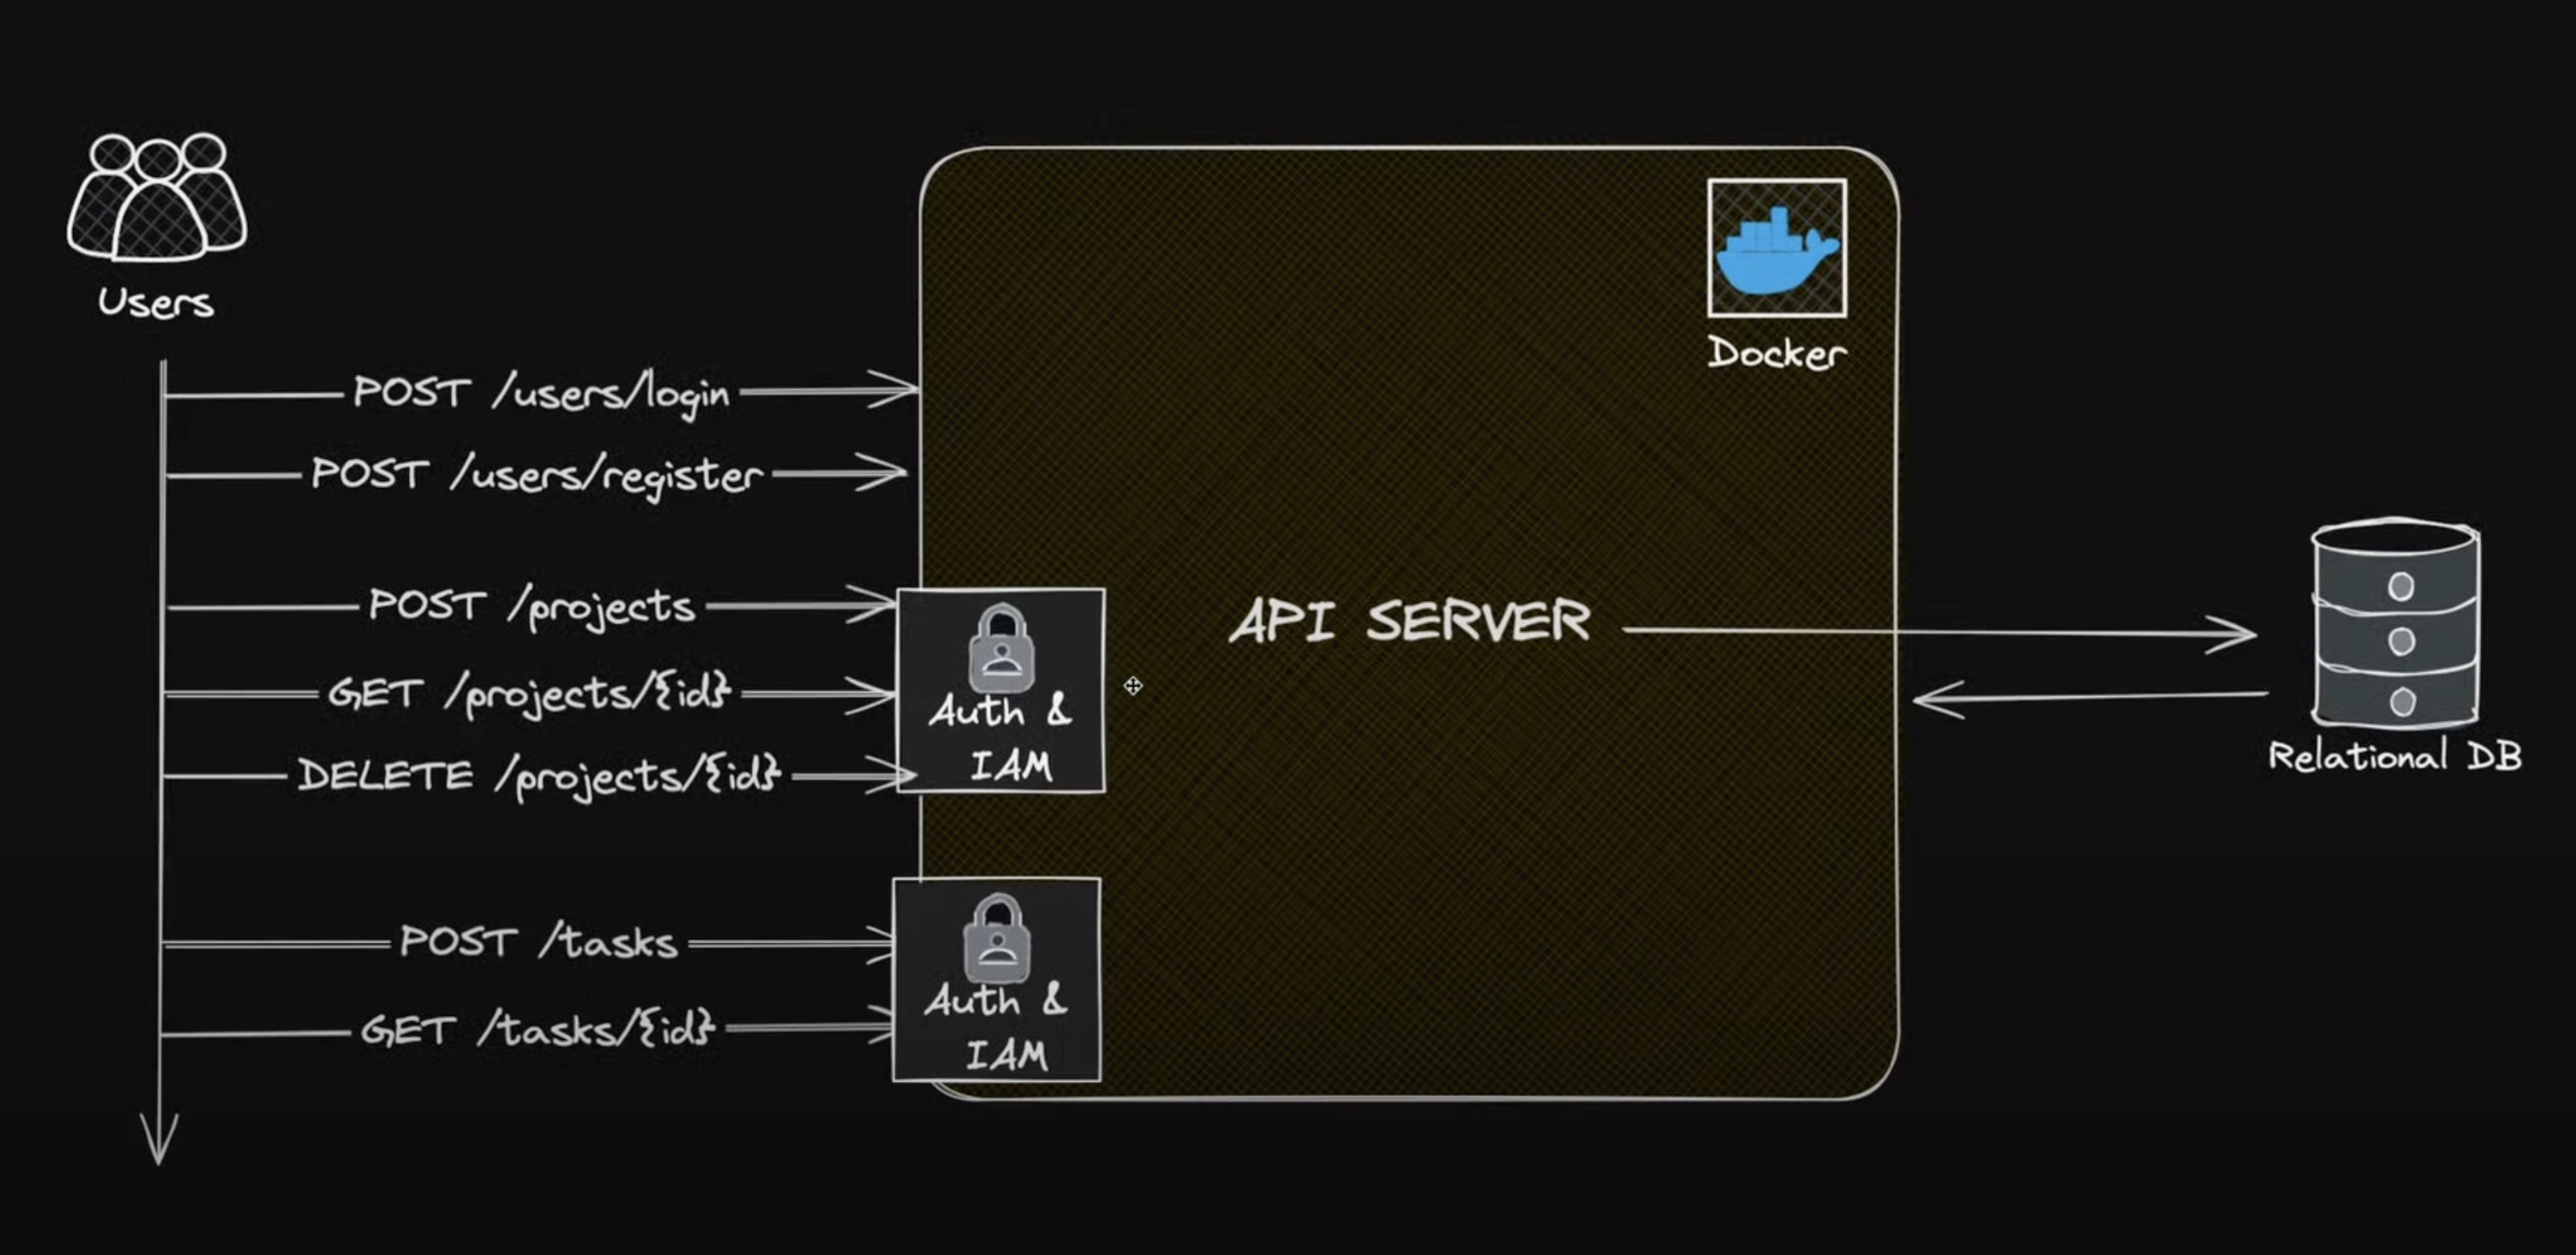 Users
Docker
POST /users/login
POST /users/register
POST /projects
GET /projects/{id}
DELETE /projects/{id}
Auth &
IAM
API SERVER
Relational DB
POST /tasks
GET /tasks/{id}
Auth &
IAM